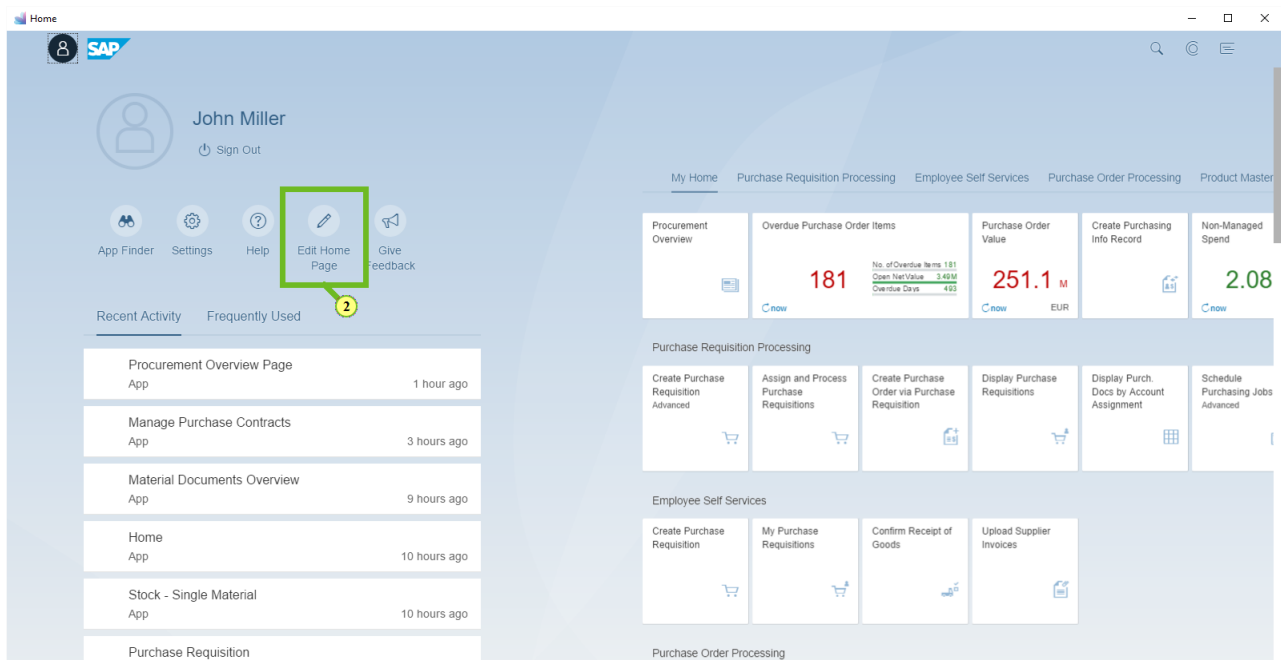 Home
SAP
John Miller
Sign Out
App Finder
Settings
Help
Edit Home
Page
Give
Feedback
2
Recent Activity
Frequently Used
Procurement Overview Page
App
1 hour ago
Manage Purchase Contracts
App
3 hours ago
Material Documents Overview
App
9 hours ago
Home
App
10 hours ago
Stock - Single Material
App
10 hours ago
Purchase Requisition
My Home
Purchase Requisition Processing
Employee Self Services
Purchase Order Processing
Product Master
Procurement
Overview
Overdue Purchase Order Items
181
No. of Overdue Items 181
Open Net Value 3.49M
Overdue Days 493
now
Purchase Order
Value
251.1 M
now
EUR
Create Purchasing
Info Record
Non-Managed
Spend
2.08
now
Purchase Requisition Processing
Create Purchase
Requisition
Advanced
Assign and Process
Purchase
Requisitions
Create Purchase
Order via Purchase
Requisition
Display Purchase
Requisitions
Display Purch.
Docs by Account
Assignment
Schedule
Purchasing Jobs
Advanced
Employee Self Services
Create Purchase
Requisition
My Purchase
Requisitions
Confirm Receipt of
Goods
Upload Supplier
Invoices
Purchase Order Processing